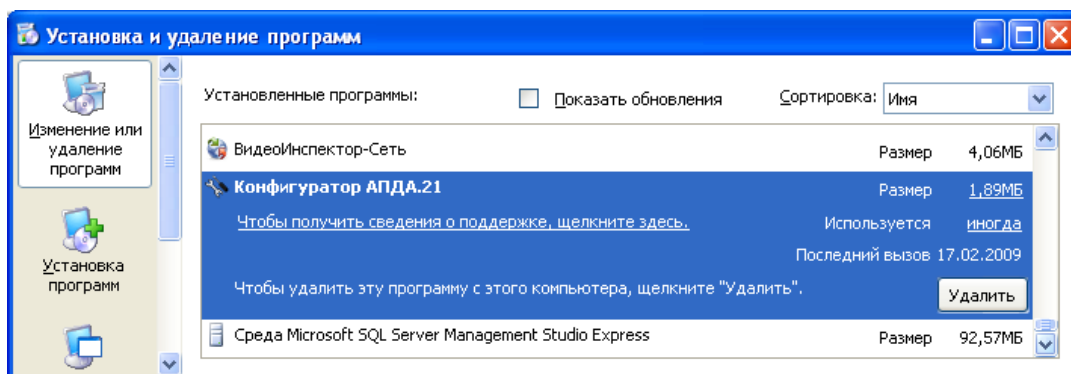 Установка и удаление программ
Изменение или
удаление
программ
Установка
программ
Установленные программы: Показать обновления Сортировка: Имя
ВидеоИнспектор-Сеть Размер 4,06МБ
Конфигуратор АПДА.21 Размер 1,89МБ
Чтобы получить сведения о поддержке, щелкните здесь. Используется иногда
Последний вызов 17.02.2009
Чтобы удалить эту программу с этого компьютера, щелкните "Удалить". Удалить
Среда Microsoft SQL Server Management Studio Express Размер 92,57МБ